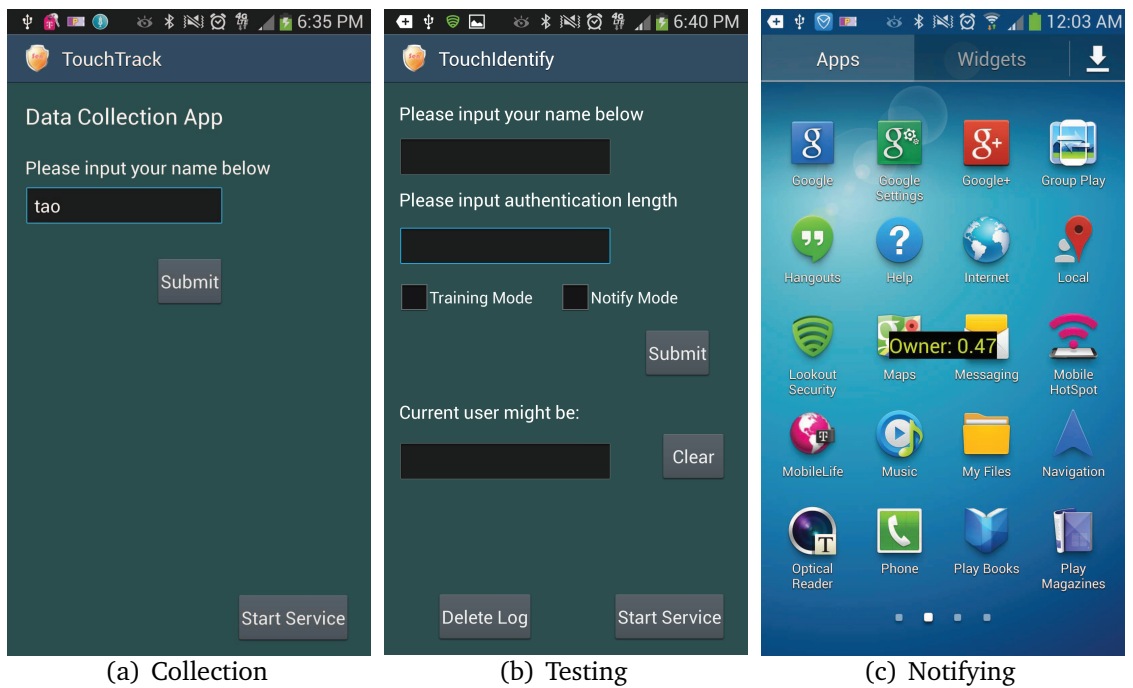 6:35 PM
TouchTrack
Data Collection App
Please input your name below
tao
Submit
Start Service
(a) Collection
6:40 PM
TouchIdentify
Please input your name below
Please input authentication length
Training Mode
Notify Mode
Submit
Current user might be:
Clear
Delete Log
Start Service
(b) Testing
12:03 AM
Apps
Widgets
Google
Google
Settings
Google+
Group Play
Hangouts
Help
Internet
Local
Owner: 0.47
Lookout
Security
Maps
Messaging
Mobile
HotSpot
MobileLife
Music
My Files
Navigation
Optical
Reader
Phone
Play Books
Play
Magazines
(c) Notifying